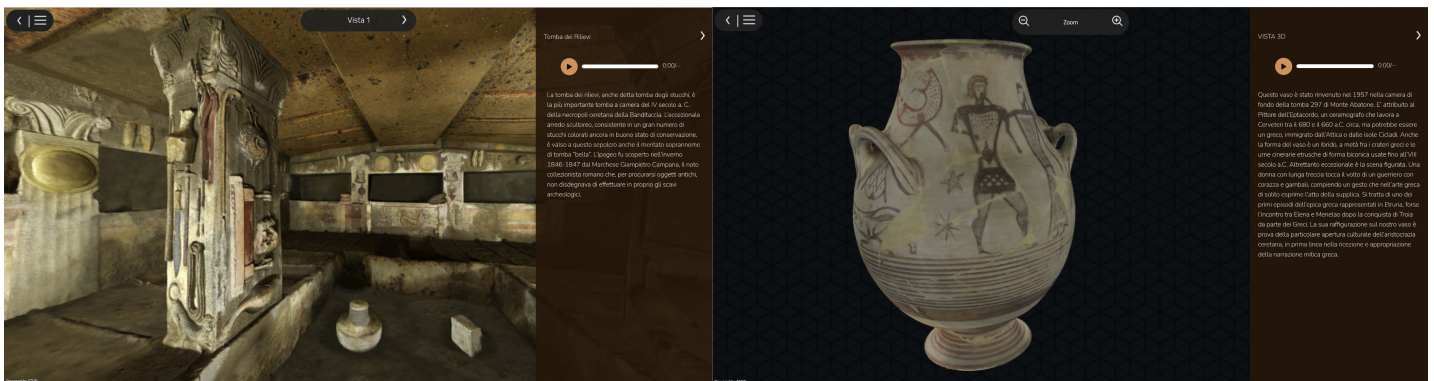 Vista 1
Tomba dei Rilievi
0:00/--
La tomba dei rilievi, anche detta tomba degli stucchi, è
la più importante tomba a camera del IV secolo a. C.
della necropoli ceretana della Banditaccia. L'eccezionale
arredo scultoreo, consistente in un gran numero di
stucchi colorati ancora in buono stato di conservazione,
è valso a questo sepolcro anche il meritato soprannome
di tomba "bella". L'ipogeo fu scoperto nell'inverno
1846-1847 dal Marchese Giampietro Campana, il noto
collezionista romano che, per procurarsi oggetti antichi,
non disdegnava di effettuare in proprio gli scavi
archeologici.
Zoom
VISTA 3D
0:00/--
Questo vaso è stato rinvenuto nel 1957 nella camera di
fondo della tomba 297 di Monte Abatone. E' attribuito al
Pittore dell'Eptacordo, un ceramografo che lavora a
Cerveteri tra il 680 e il 660 a.C. circa, ma potrebbe essere
un greco, immigrato dall'Attica o dalle isole Cicladi. Anche
la forma del vaso è un ibrido, a metà fra i crateri greci e le
urne cinerarie etrusche di forma biconica usate fino all'VIII
secolo a.C. Altrettanto eccezionale è la scena figurata. Una
donna con lunga treccia tocca il volto di un guerriero con
corazza e gambali, compiendo un gesto che nell'arte greca
di solito esprime l'atto della supplica. Si tratta di uno dei
primi episodi dell'epica greca rappresentati in Etruria, forse
l'incontro tra Elena e Menelao dopo la conquista di Troia
da parte dei Greci. La sua raffigurazione sul nostro vaso è
prova della particolare apertura culturale dell'aristocrazia
ceretana, in prima linea nella ricezione e appropriazione
della narrazione mitica greca.